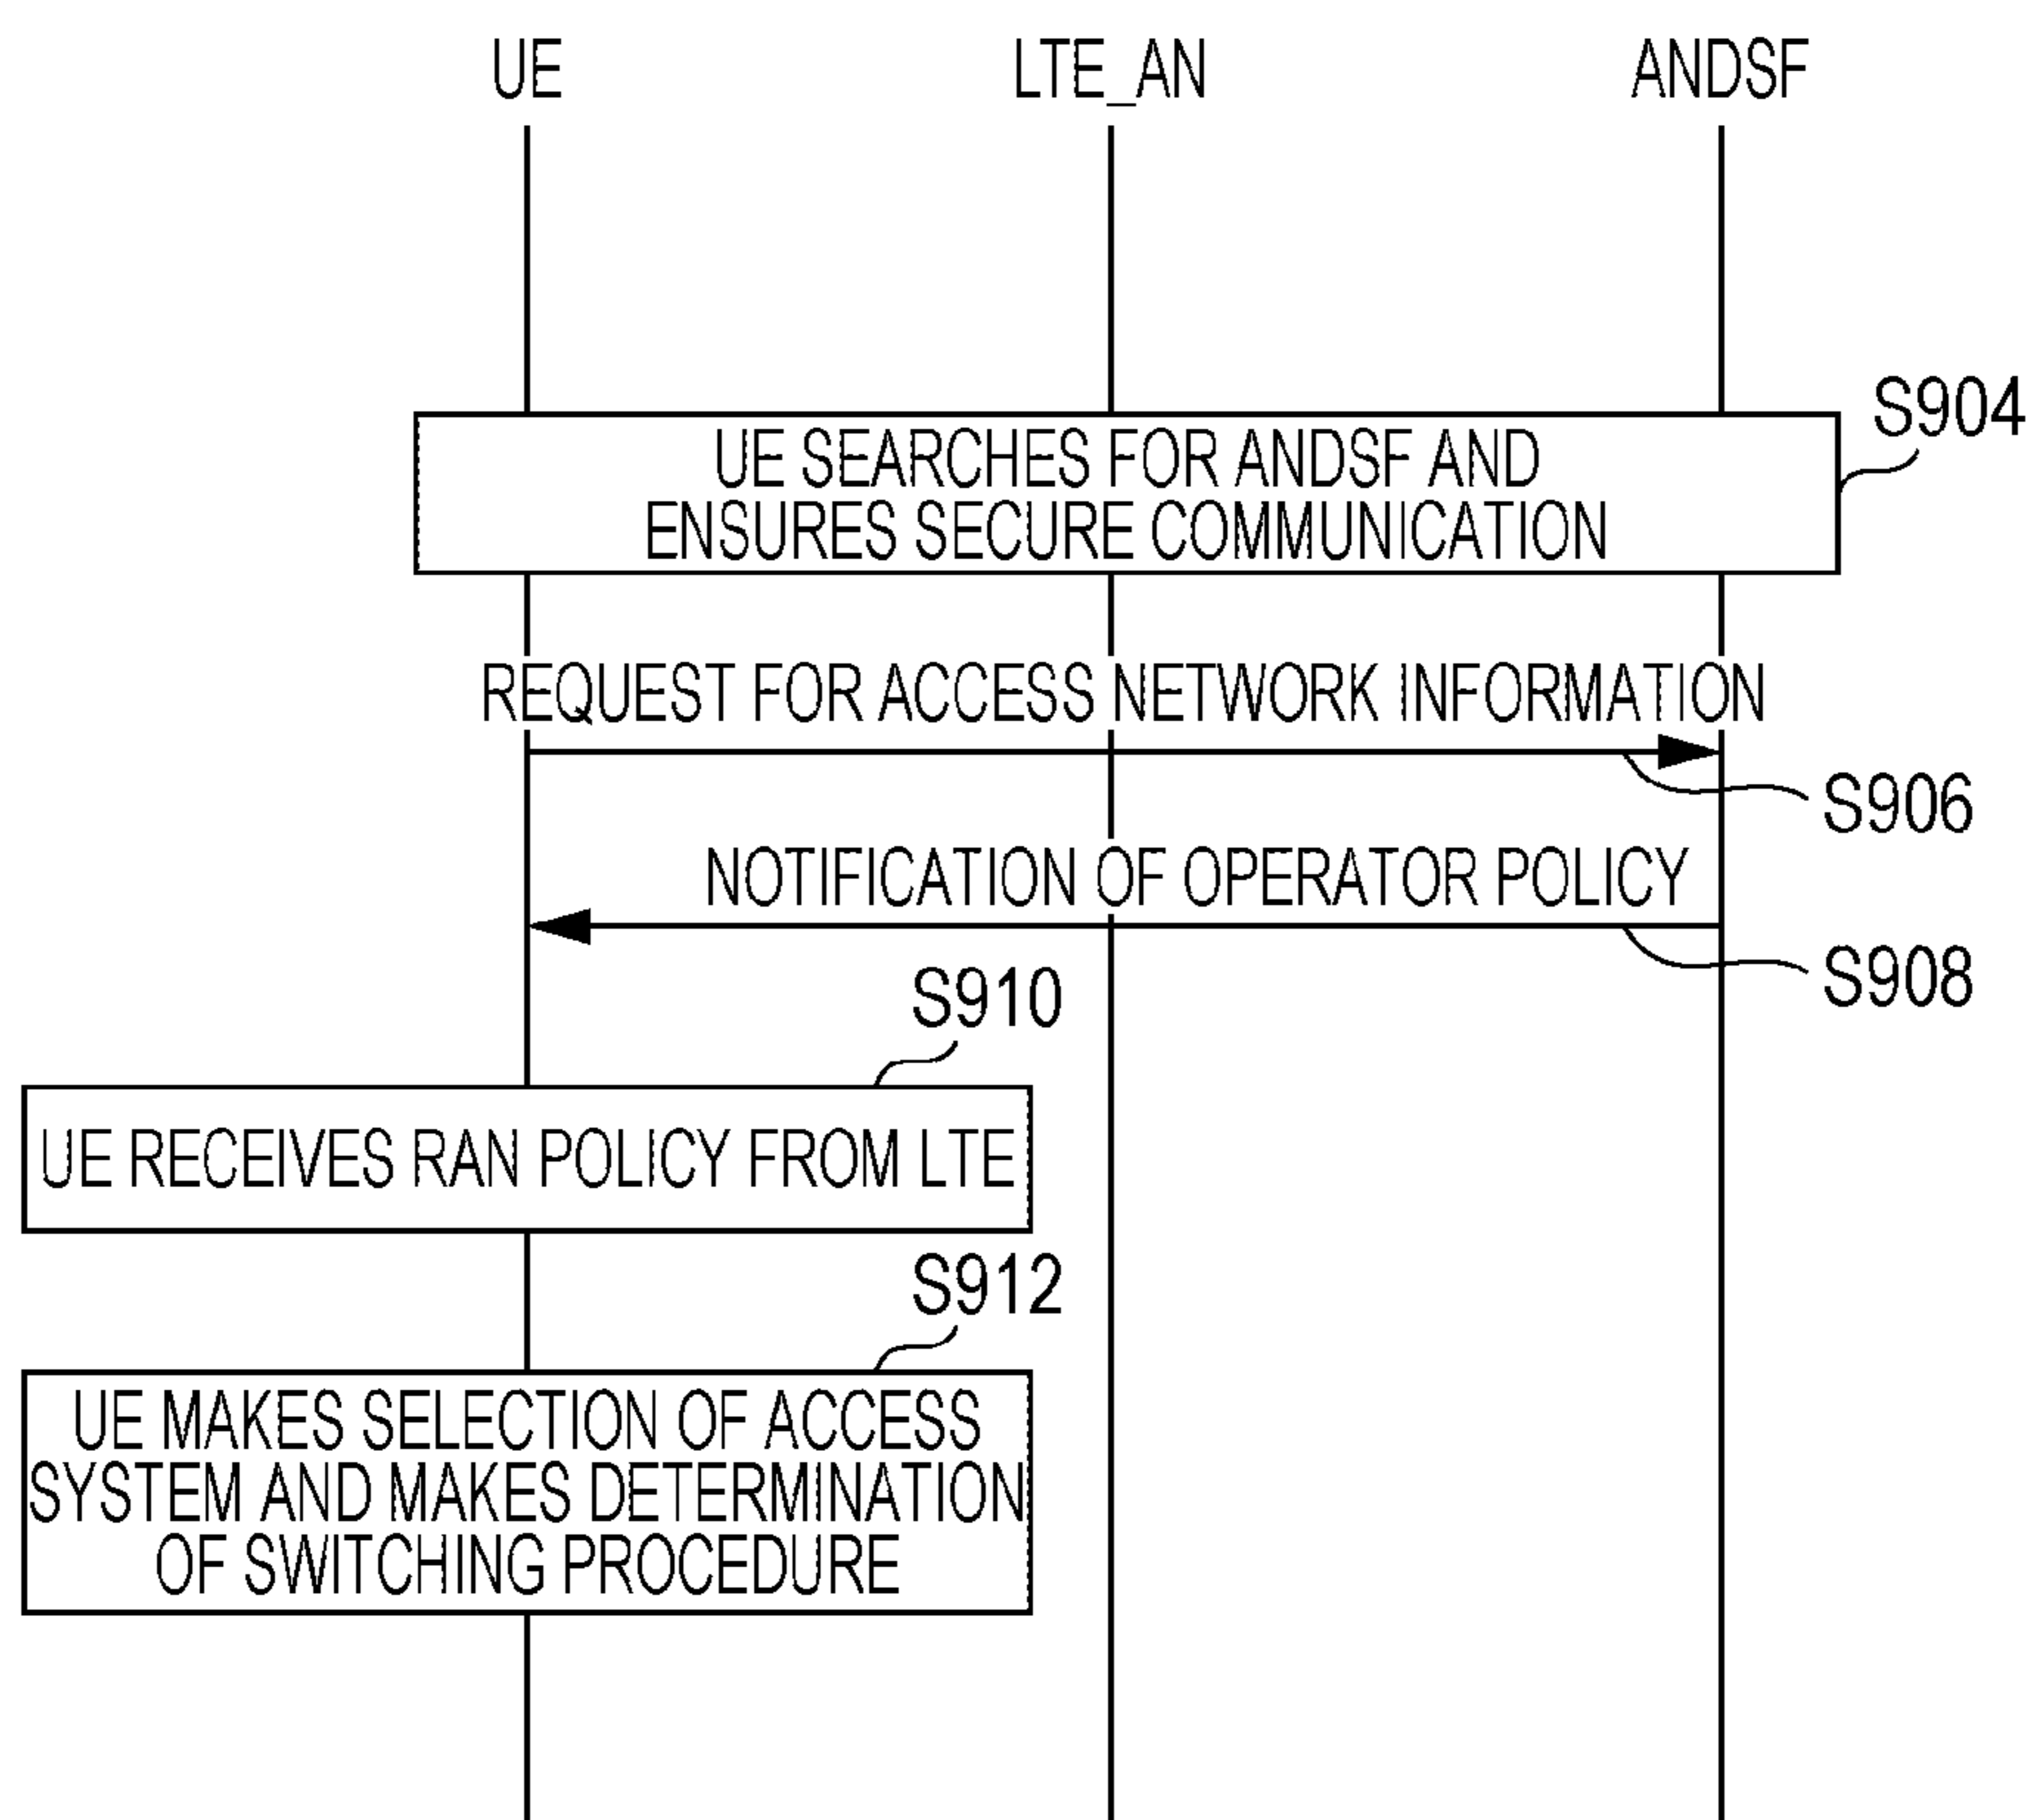 UE
LTE_AN
ANDSF
S904
UE SEARCHES FOR ANDSF AND
ENSURES SECURE COMMUNICATION
REQUEST FOR ACCESS NETWORK INFORMATION
S906
NOTIFICATION OF OPERATOR POLICY
S908
S910
UE RECEIVES RAN POLICY FROM LTE
S912
UE MAKES SELECTION OF ACCESS
SYSTEM AND MAKES DETERMINATION
OF SWITCHING PROCEDURE